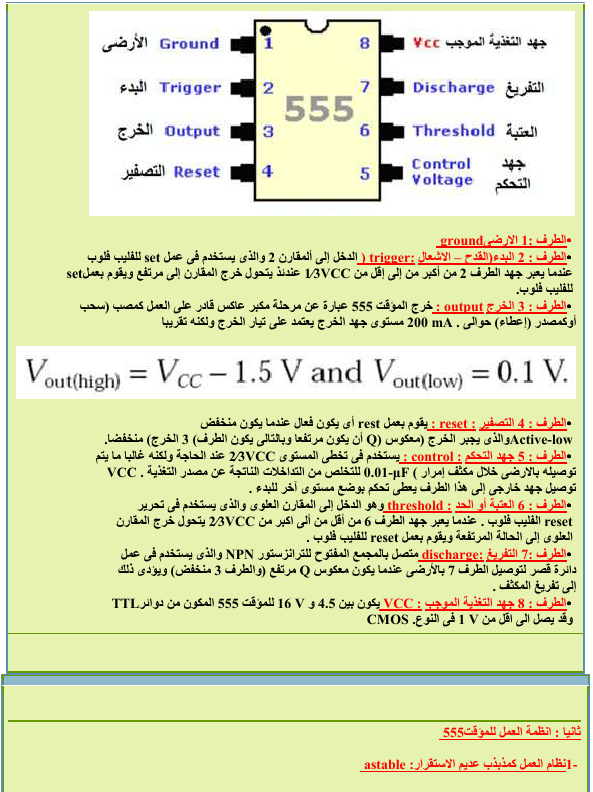 الأرضى Ground 1 8 Vcc جهد التغذية الموجب
البدء Trigger 2 7 Discharge التفريغ
555
الخرج Output 3 6 Threshold العتبة
التصفير Reset 4 5 Control Voltage جهد التحكم
•الطرف :1 الارضىground
•الطرف : 2 البدء(القدح – الاشعال :trigger ( الدخل إلى ألمقارن 2 والذى يستخدم فى عمل set للقليب فلوب
عندما يعبر جهد الطرف 2 من أكبر من إلى إقل من 1/3VCC عندئذ يتحول خرج المقارن إلى مرتفع ويقوم بعملset
للقليب فلوب.
•الطرف : 3 الخرج output : خرج المؤقت 555 عبارة عن مرحلة مكبر عاكس قادر على العمل كمصب (سحب
أوكمصدر (إعطاء) حوالى . 200 mA مستوى جهد الخرج يعتمد على تيار الخرج ولكنه تقريبا
Vout(high) = VCC − 1.5 V and Vout(low) = 0.1 V.
•الطرف : 4 التصفير : reset : يقوم بعمل rest أى يكون فعال عندما يكون منخفض
Active-lowوالذى يجبر الخرج (معكوس (Q أن يكون مرتفعا وبالتالى يكون الطرف) 3 الخرج) منخفضا.
•الطرف : 5 جهد التحكم : control : يستخدم فى تخطى المستوى 2/3VCC عند الحاجة ولكنه غالبا ما يتم
توصيله بالارضى خلال مكثف إمرار ) 0.01-µF للتخلص من التداخلات الناتجة عن مصدر التغذية . VCC
توصيل جهد خارجى إلى هذا الطرف يعطى تحكم بوضع مستوى آخر للبدء .
•الطرف : 6 العتبة أو الحد : threshold وهو الدخل إلى المقارن العلوى والذى يستخدم فى تحرير
reset القليب فلوب . عندما يعبر جهد الطرف 6 من أقل من ألى اكبر من 2/3VCC يتحول خرج المقارن
العلوى إلى الحالة المرتفعة ويقوم بعمل reset للقليب فلوب .
•الطرف :7 التفريغ :discharge متصل بالمجمع المفتوح للترانزستور NPN والذى يستخدم فى عمل
دائرة قصر لتوصيل الطرف 7 بالأرضى عندما يكون معكوس Q مرتفع (والطرف 3 منخفض) ويؤدى ذلك
إلى تفريغ المكثف .
•الطرف : 8 جهد التغذية الموجب : VCC يكون بين 4.5 و 16 V للمؤقت 555 المكون من دوائرTTL
وقد يصل الى اقل من 1 V فى النوع. CMOS
ثانيا : انظمة العمل للمؤقت555
-1نظام العمل كمذبذب عديم الاستقرار: astable